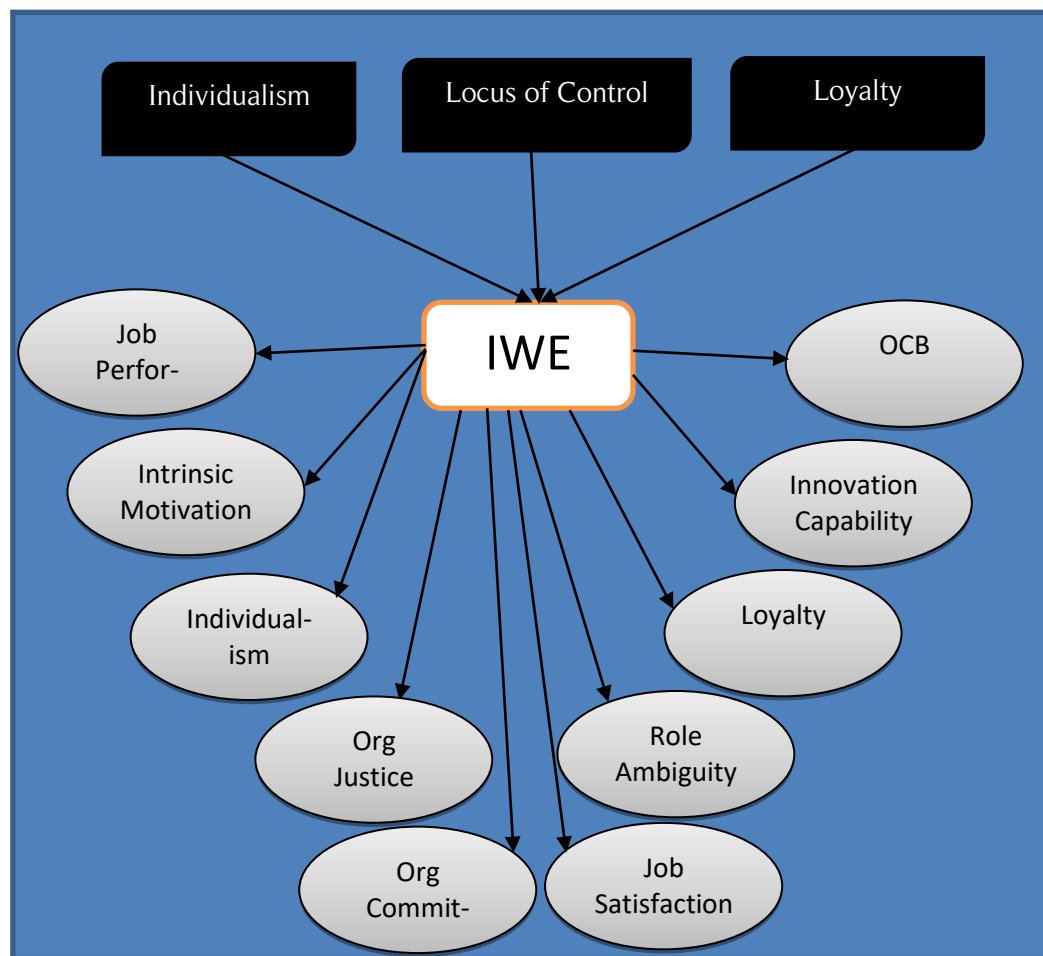 Individualism
Locus of Control
Loyalty
IWE
Job
Perfor-
OCB
Intrinsic
Motivation
Innovation
Capability
Individual-
ism
Loyalty
Org
Justice
Role
Ambiguity
Org
Commit-
Job
Satisfaction